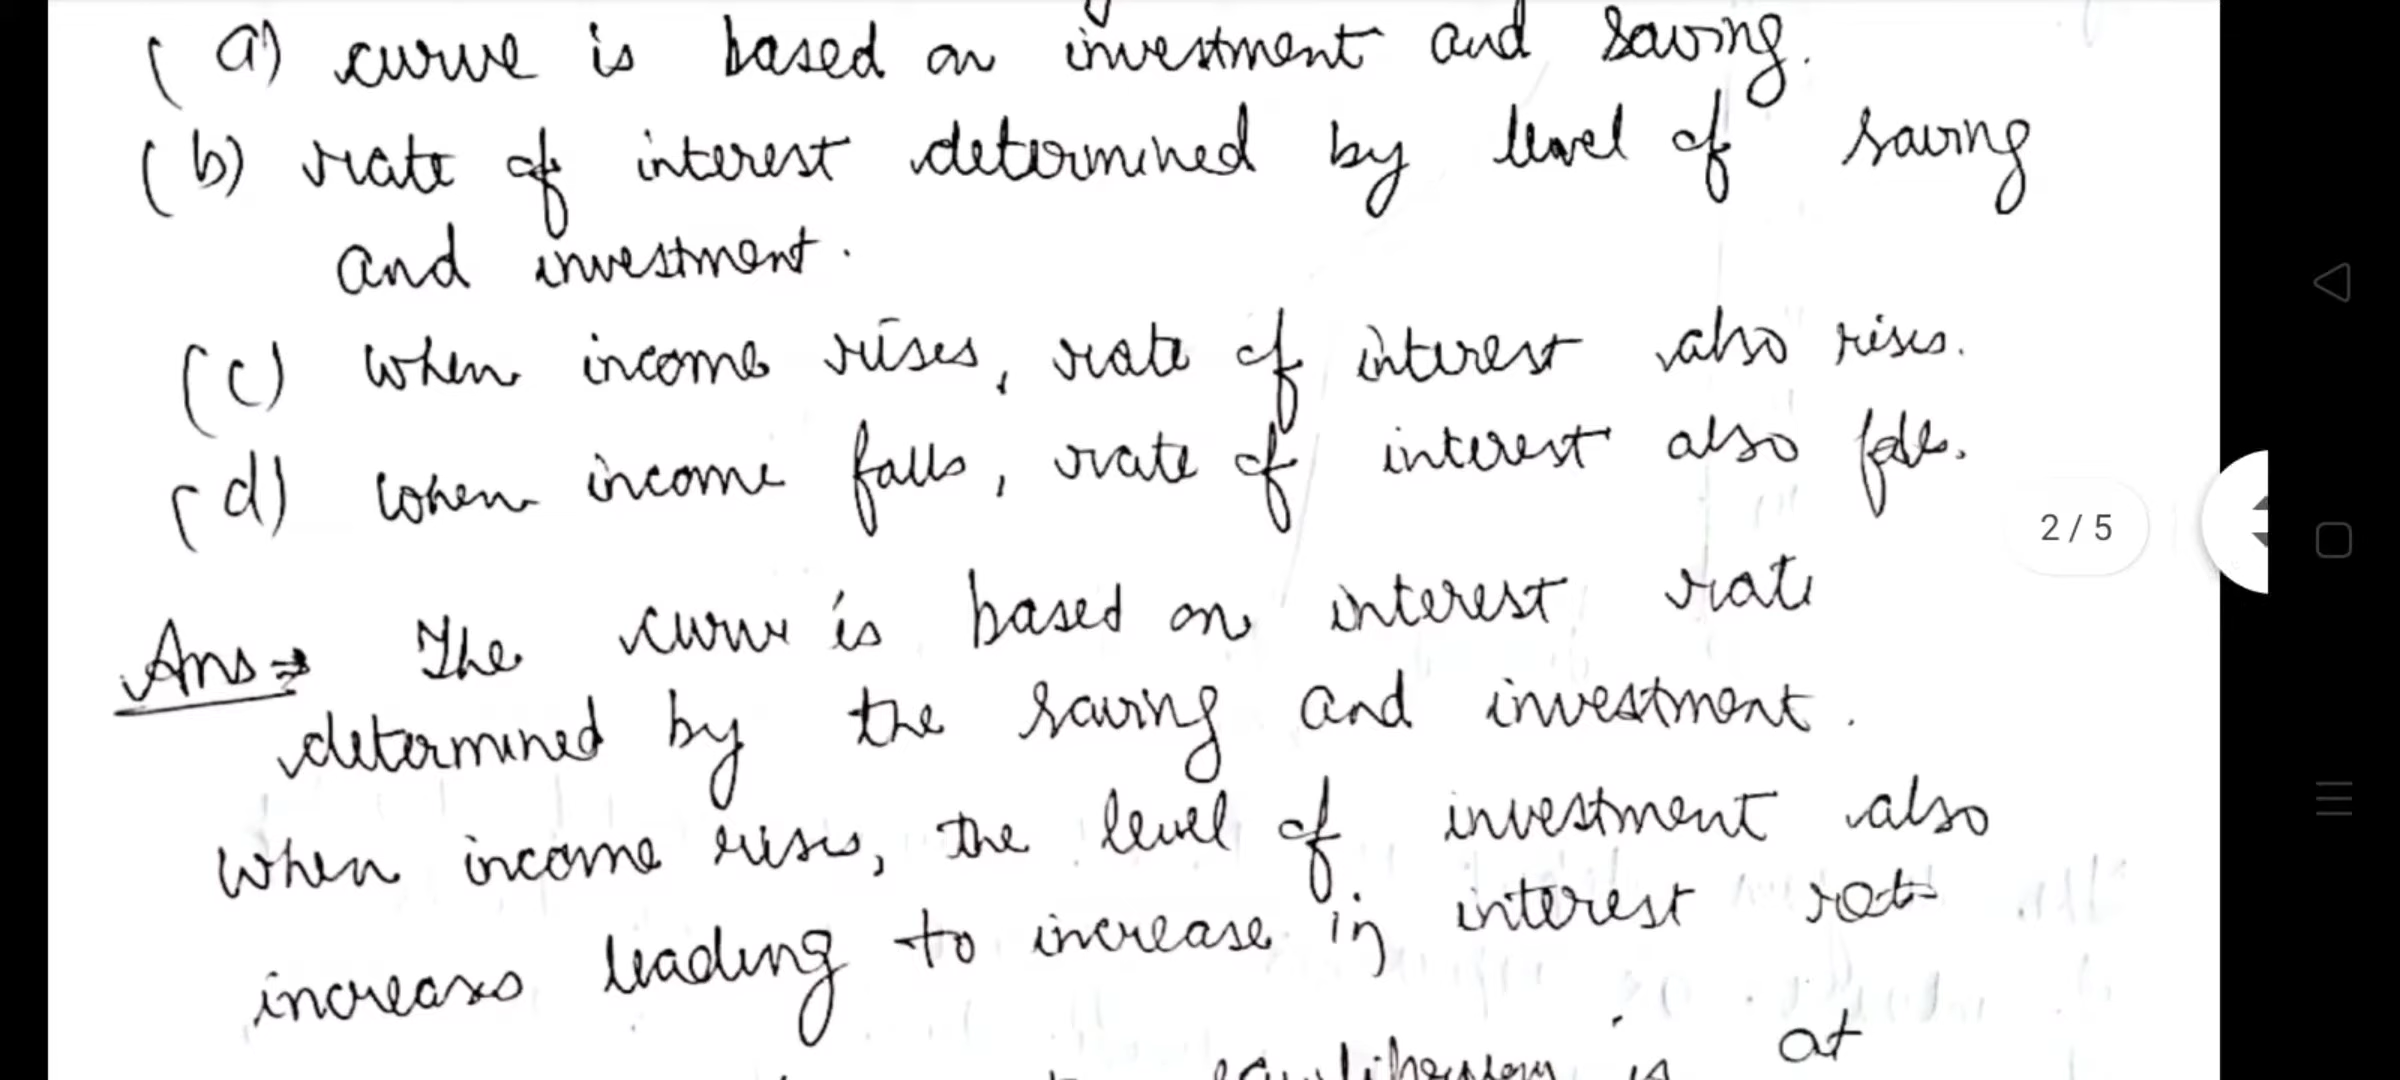 (a) curve is based on investment and saving.
(b) rate of interest determined by level of saving
and investment.
(c) when income rises, rate of interest also rises.
(d) when income falls, rate of interest also falls.
2 / 5
Ans ⇒ The curve is based on interest rate
determined by the saving and investment.
When income rises, the level of investment also
increases leading to increase in interest rate
equilibrium is at